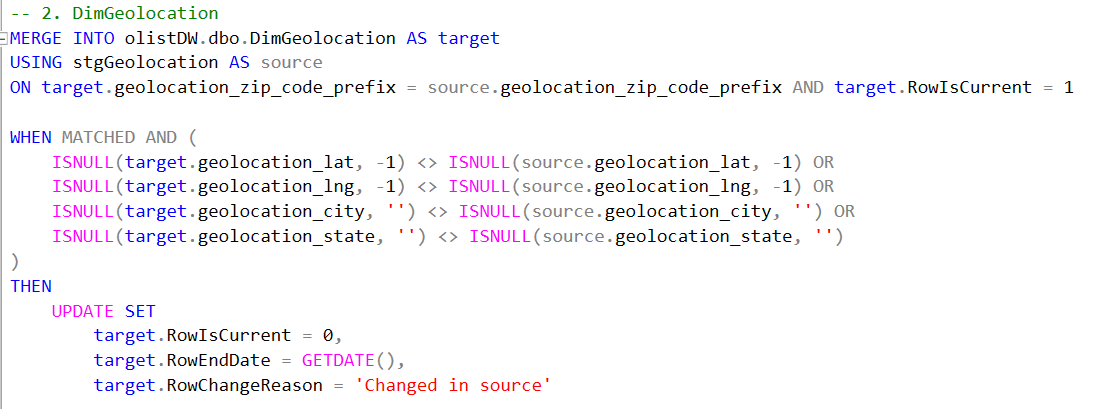 -- 2. DimGeolocation
MERGE INTO olistDW.dbo.DimGeolocation AS target
USING stgGeolocation AS source
ON target.geolocation_zip_code_prefix = source.geolocation_zip_code_prefix AND target.RowIsCurrent = 1
WHEN MATCHED AND (
ISNULL(target.geolocation_lat, -1) <> ISNULL(source.geolocation_lat, -1) OR
ISNULL(target.geolocation_lng, -1) <> ISNULL(source.geolocation_lng, -1) OR
ISNULL(target.geolocation_city, '') <> ISNULL(source.geolocation_city, '') OR
ISNULL(target.geolocation_state, '') <> ISNULL(source.geolocation_state, '')
)
THEN
UPDATE SET
target.RowIsCurrent = 0,
target.RowEndDate = GETDATE(),
target.RowChangeReason = 'Changed in source'